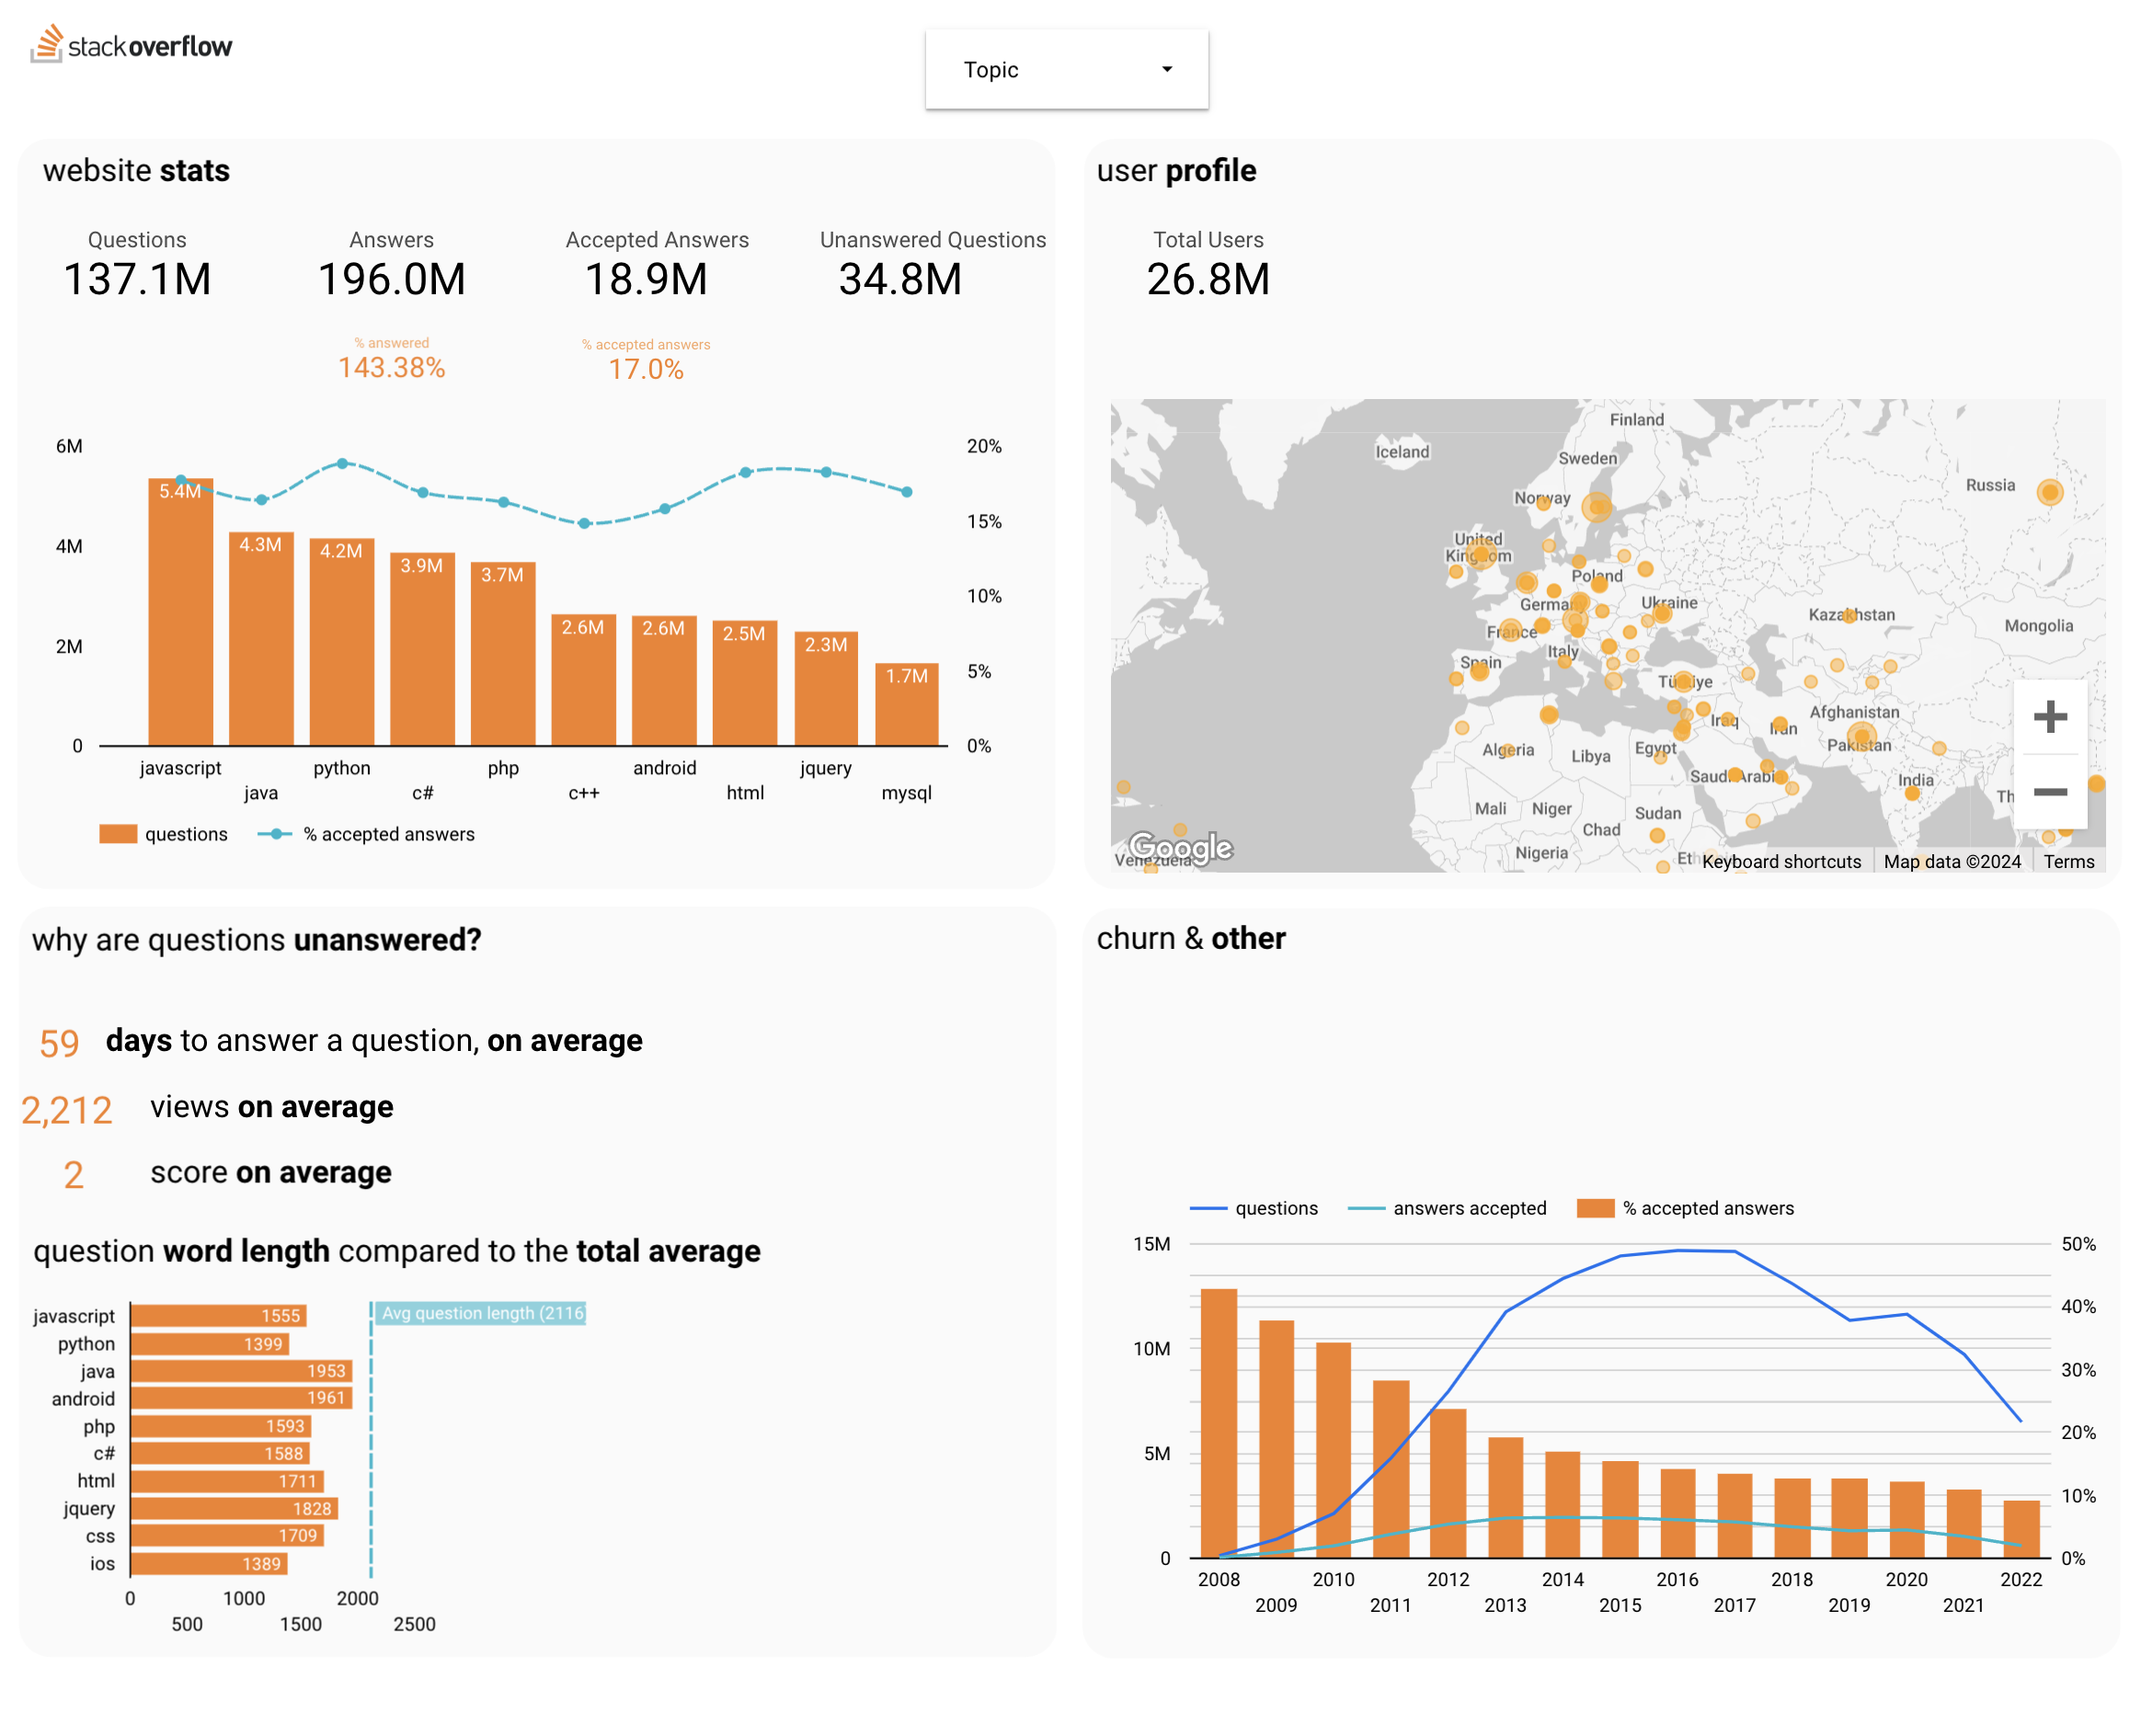 stackoverflow
Topic
website stats
Questions
137.1M
Answers
196.0M
Accepted Answers
18.9M
Unanswered Questions
34.8M
% answered
143.38%
% accepted answers
17.0%
6M
4M
2M
0
20%
15%
10%
5%
0%
5.4M
4.3M
4.2M
3.9M
3.7M
2.6M
2.6M
2.5M
2.3M
1.7M
javascript
java
python
c#
php
c++
android
html
jquery
mysql
questions
% accepted answers
user profile
Total Users
26.8M
Finland
Iceland
Sweden
Russia
Norway
United
Kingdom
Poland
Germany
Ukraine
Kazakhstan
Mongolia
France
Italy
Spain
Türkiye
Afghanistan
Iraq
Iran
Pakistan
Algeria
Libya
Egypt
Saudi Arabia
India
Th
Mali
Niger
Sudan
Chad
Nigeria
Eth
Venezuela
Google
Keyboard shortcuts
Map data ©2024
Terms
why are questions unanswered?
59 days to answer a question, on average
2,212 views on average
2 score on average
question word length compared to the total average
javascript 1555
python 1399
java 1953
android 1961
php 1593
c# 1588
html 1711
jquery 1828
css 1709
ios 1389
Avg question length (2116)
0
500
1000
1500
2000
2500
churn & other
questions
answers accepted
% accepted answers
15M
10M
5M
0
50%
40%
30%
20%
10%
0%
2008
2009
2010
2011
2012
2013
2014
2015
2016
2017
2018
2019
2020
2021
2022